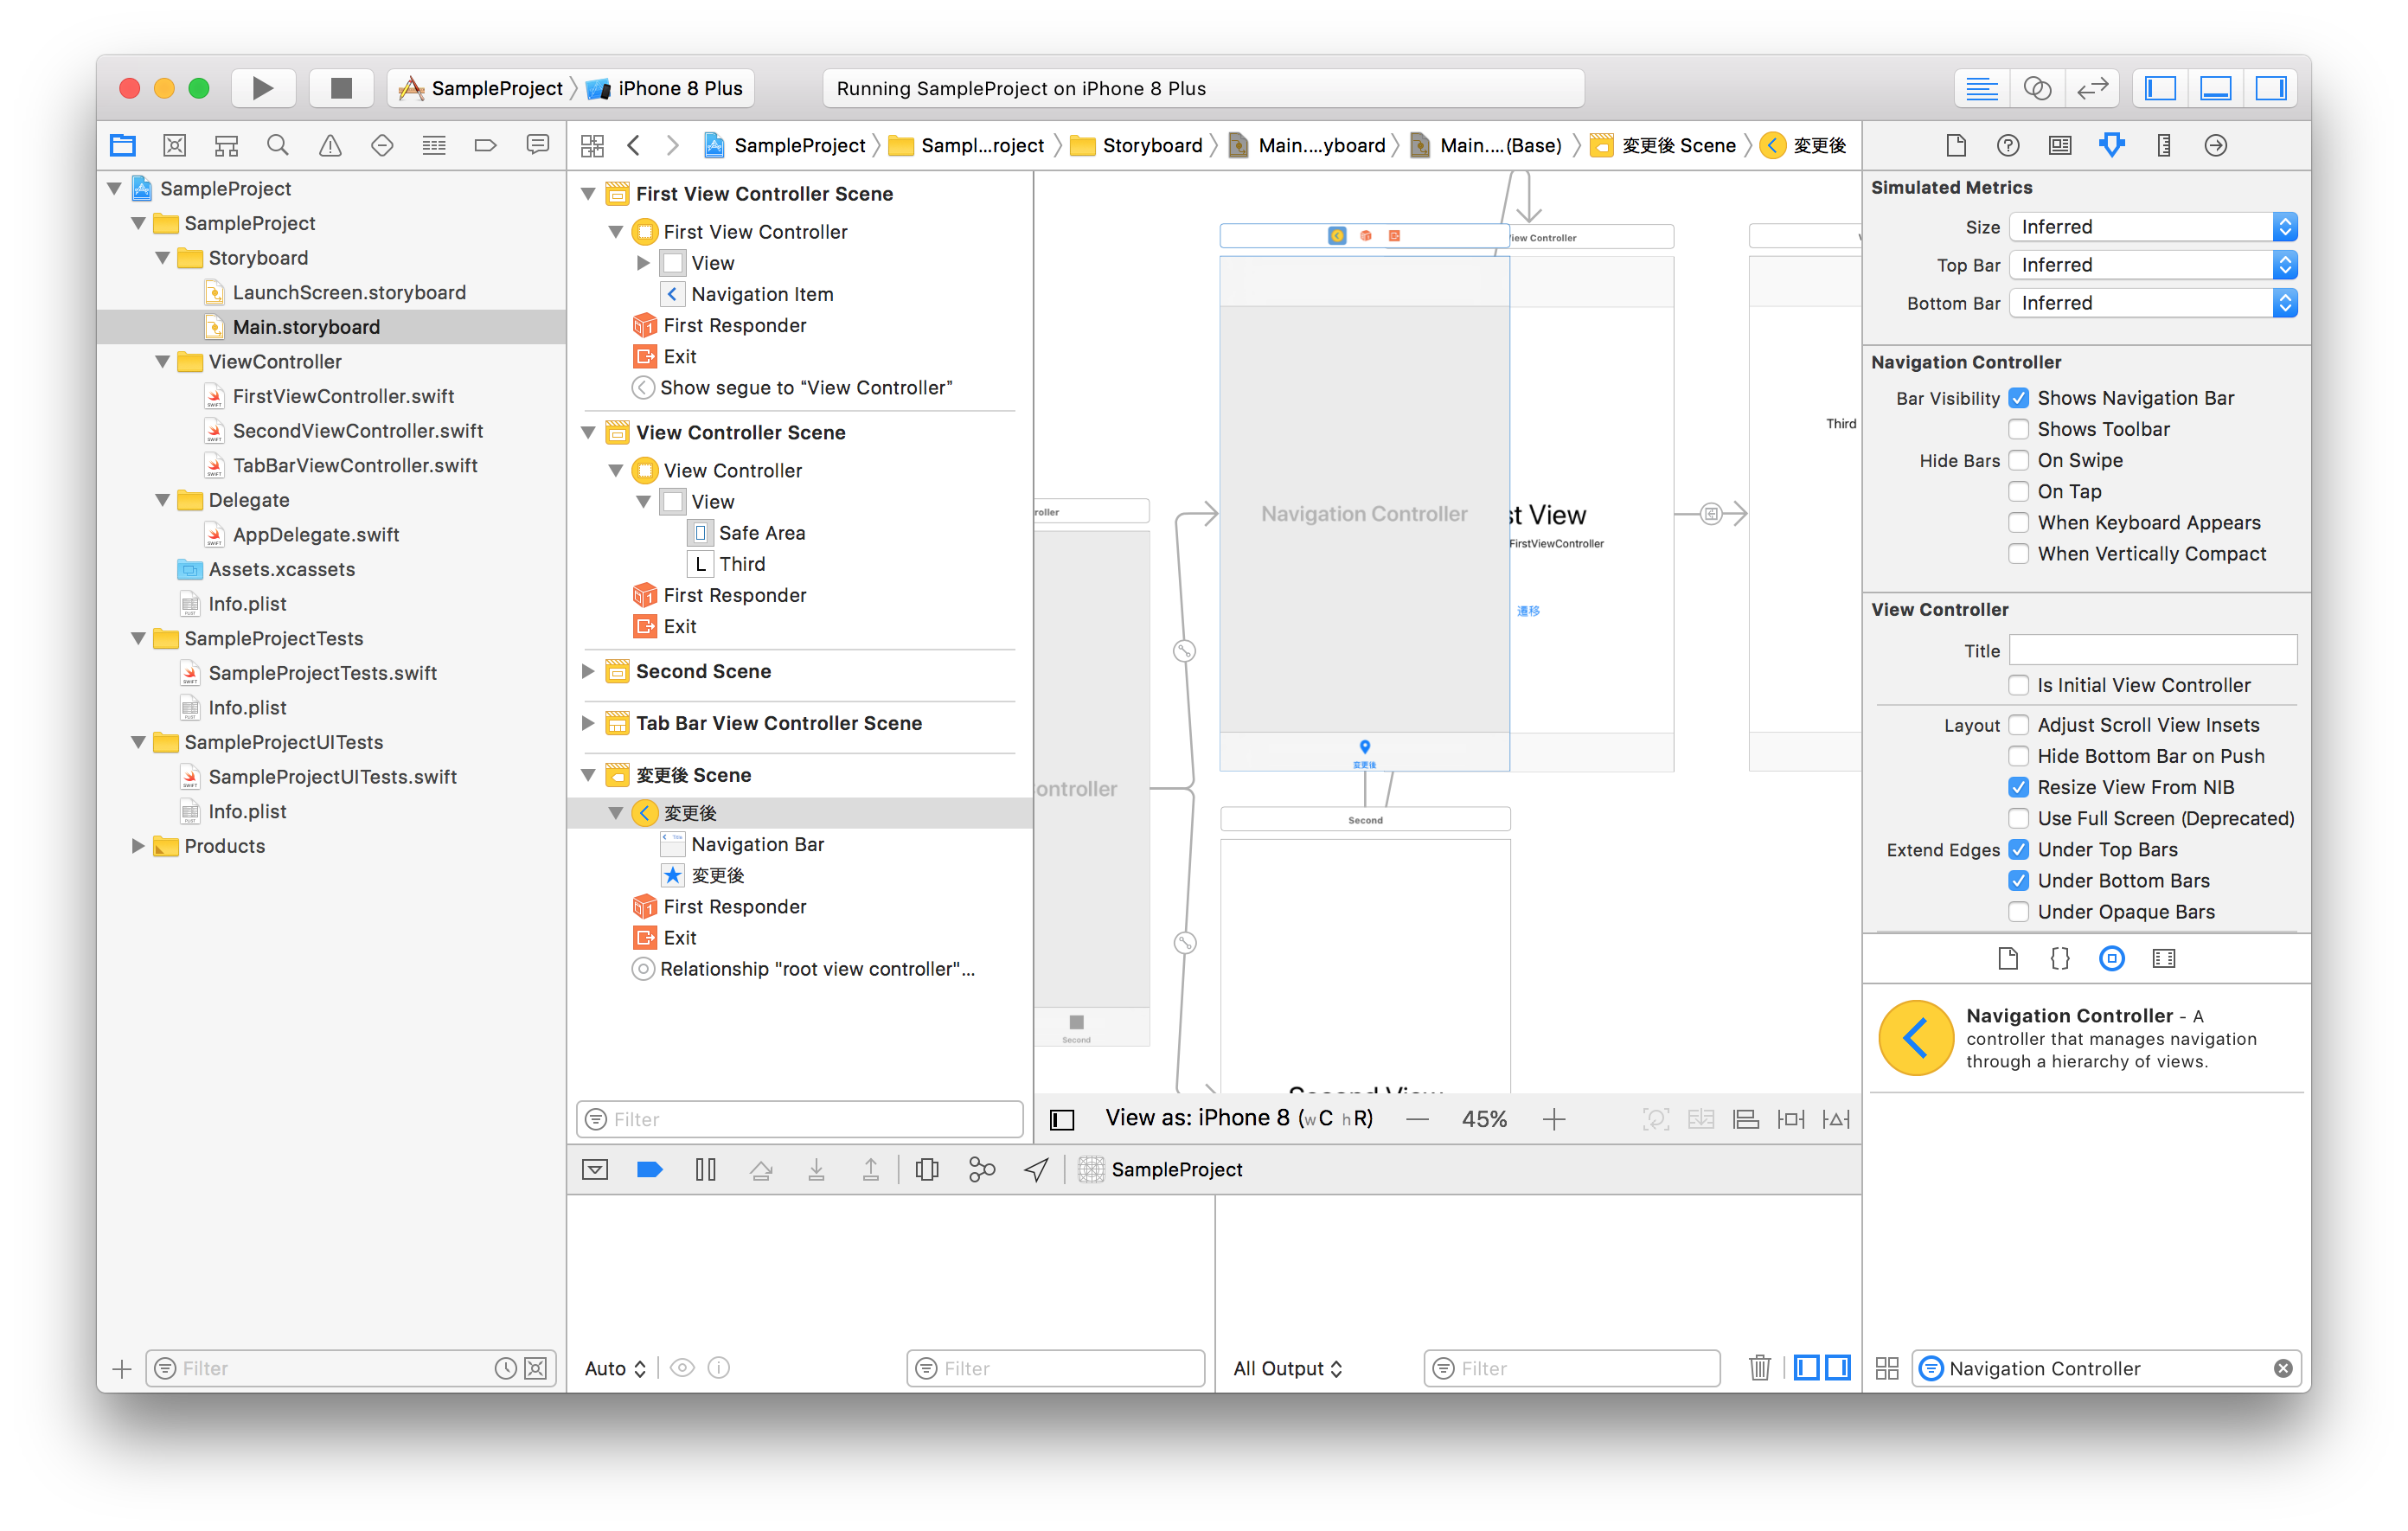 SampleProject
iPhone 8 Plus
Running SampleProject on iPhone 8 Plus
SampleProject
Sampl...roject
Storyboard
Main....yboard
Main....(Base)
変更後 Scene
変更後
SampleProject
SampleProject
Storyboard
LaunchScreen.storyboard
Main.storyboard
ViewController
FirstViewController.swift
SecondViewController.swift
TabBarViewController.swift
Delegate
AppDelegate.swift
Assets.xcassets
Info.plist
SampleProjectTests
SampleProjectTests.swift
Info.plist
SampleProjectUITests
SampleProjectUITests.swift
Info.plist
Products
Filter
First View Controller Scene
First View Controller
View
Navigation Item
First Responder
Exit
Show segue to “View Controller”
View Controller Scene
View Controller
View
Safe Area
L Third
First Responder
Exit
Second Scene
Tab Bar View Controller Scene
変更後 Scene
変更後
Navigation Bar
変更後
First Responder
Exit
Relationship "root view controller"...
Filter
roller
ontroller
Second
Navigation Controller
変更後
iew Controller
st View
FirstViewController
遷移
Third
Second
Second View
View as: iPhone 8 (wC hR)
45%
SampleProject
Auto
Filter
All Output
Filter
Simulated Metrics
Size Inferred
Top Bar Inferred
Bottom Bar Inferred
Navigation Controller
Bar Visibility Shows Navigation Bar
Shows Toolbar
Hide Bars On Swipe
On Tap
When Keyboard Appears
When Vertically Compact
View Controller
Title
Is Initial View Controller
Layout Adjust Scroll View Insets
Hide Bottom Bar on Push
Resize View From NIB
Use Full Screen (Deprecated)
Extend Edges Under Top Bars
Under Bottom Bars
Under Opaque Bars
Navigation Controller - A
controller that manages navigation
through a hierarchy of views.
Navigation Controller